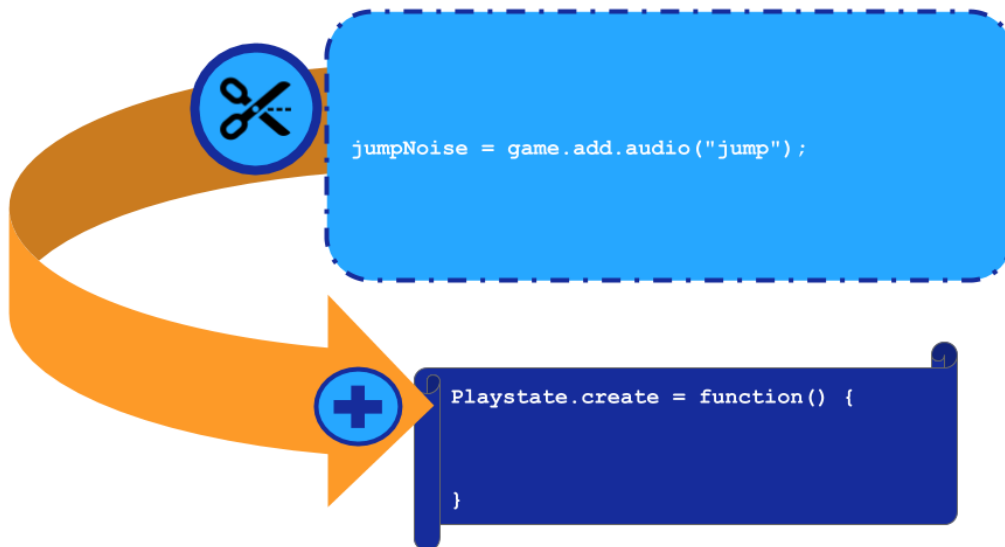 jumpNoise = game.add.audio("jump");
Playstate.create = function() {
}